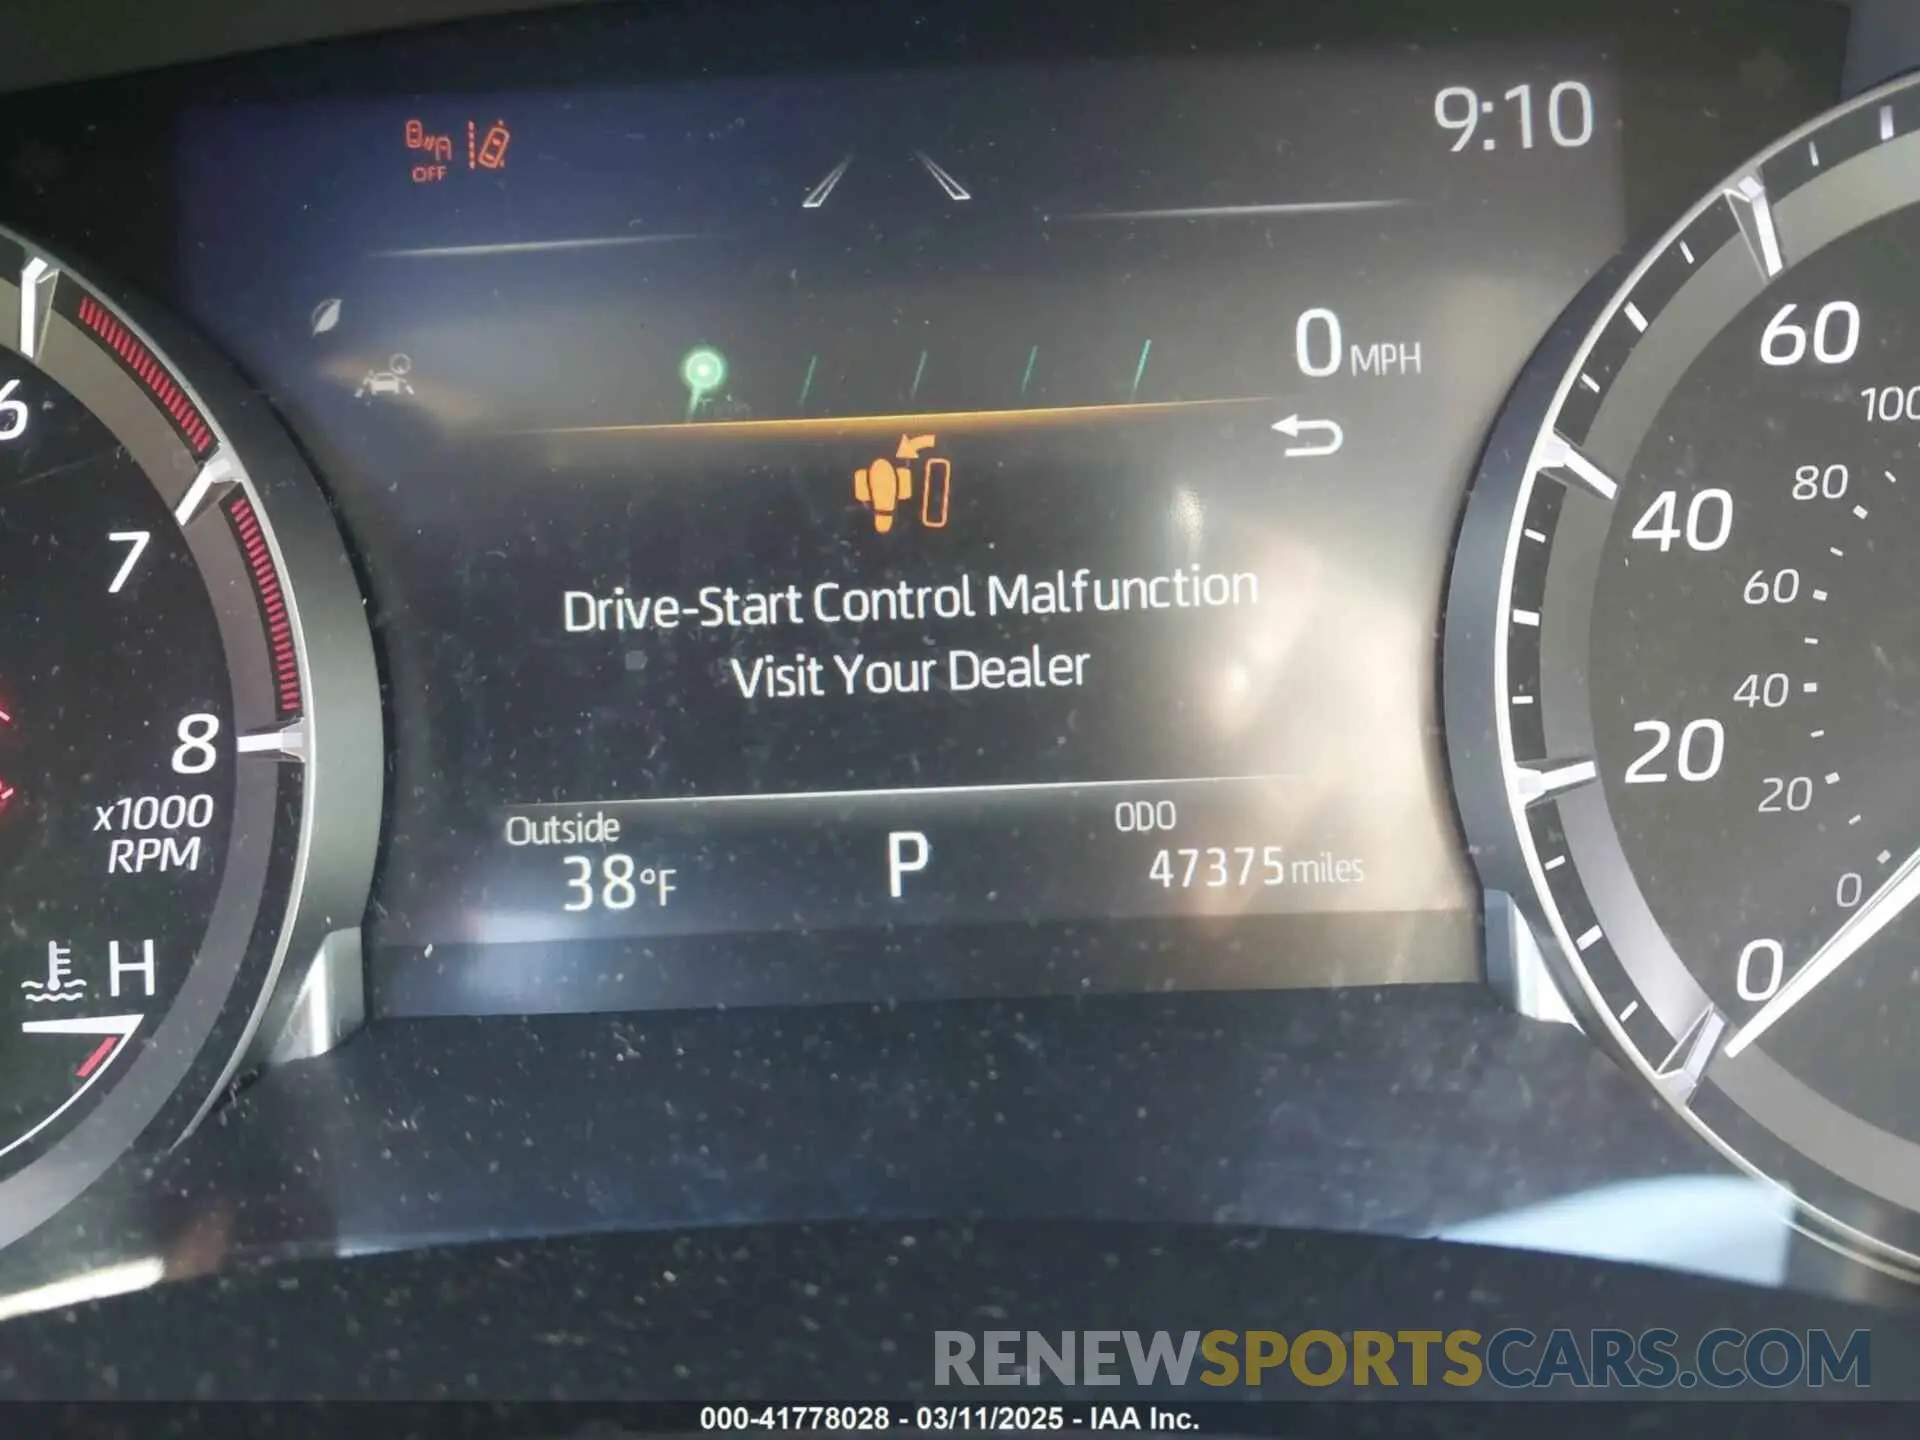 9:10
OFF
0 MPH
60
100
6
80
40
7
60
Drive-Start Control Malfunction
Visit Your Dealer
40
8
20
20
x1000
RPM
Outside
ODO
38°F
P
47375 miles
0
H
0
RENEWSPORTSCARS.COM
000-41778028 - 03/11/2025 - IAA Inc.